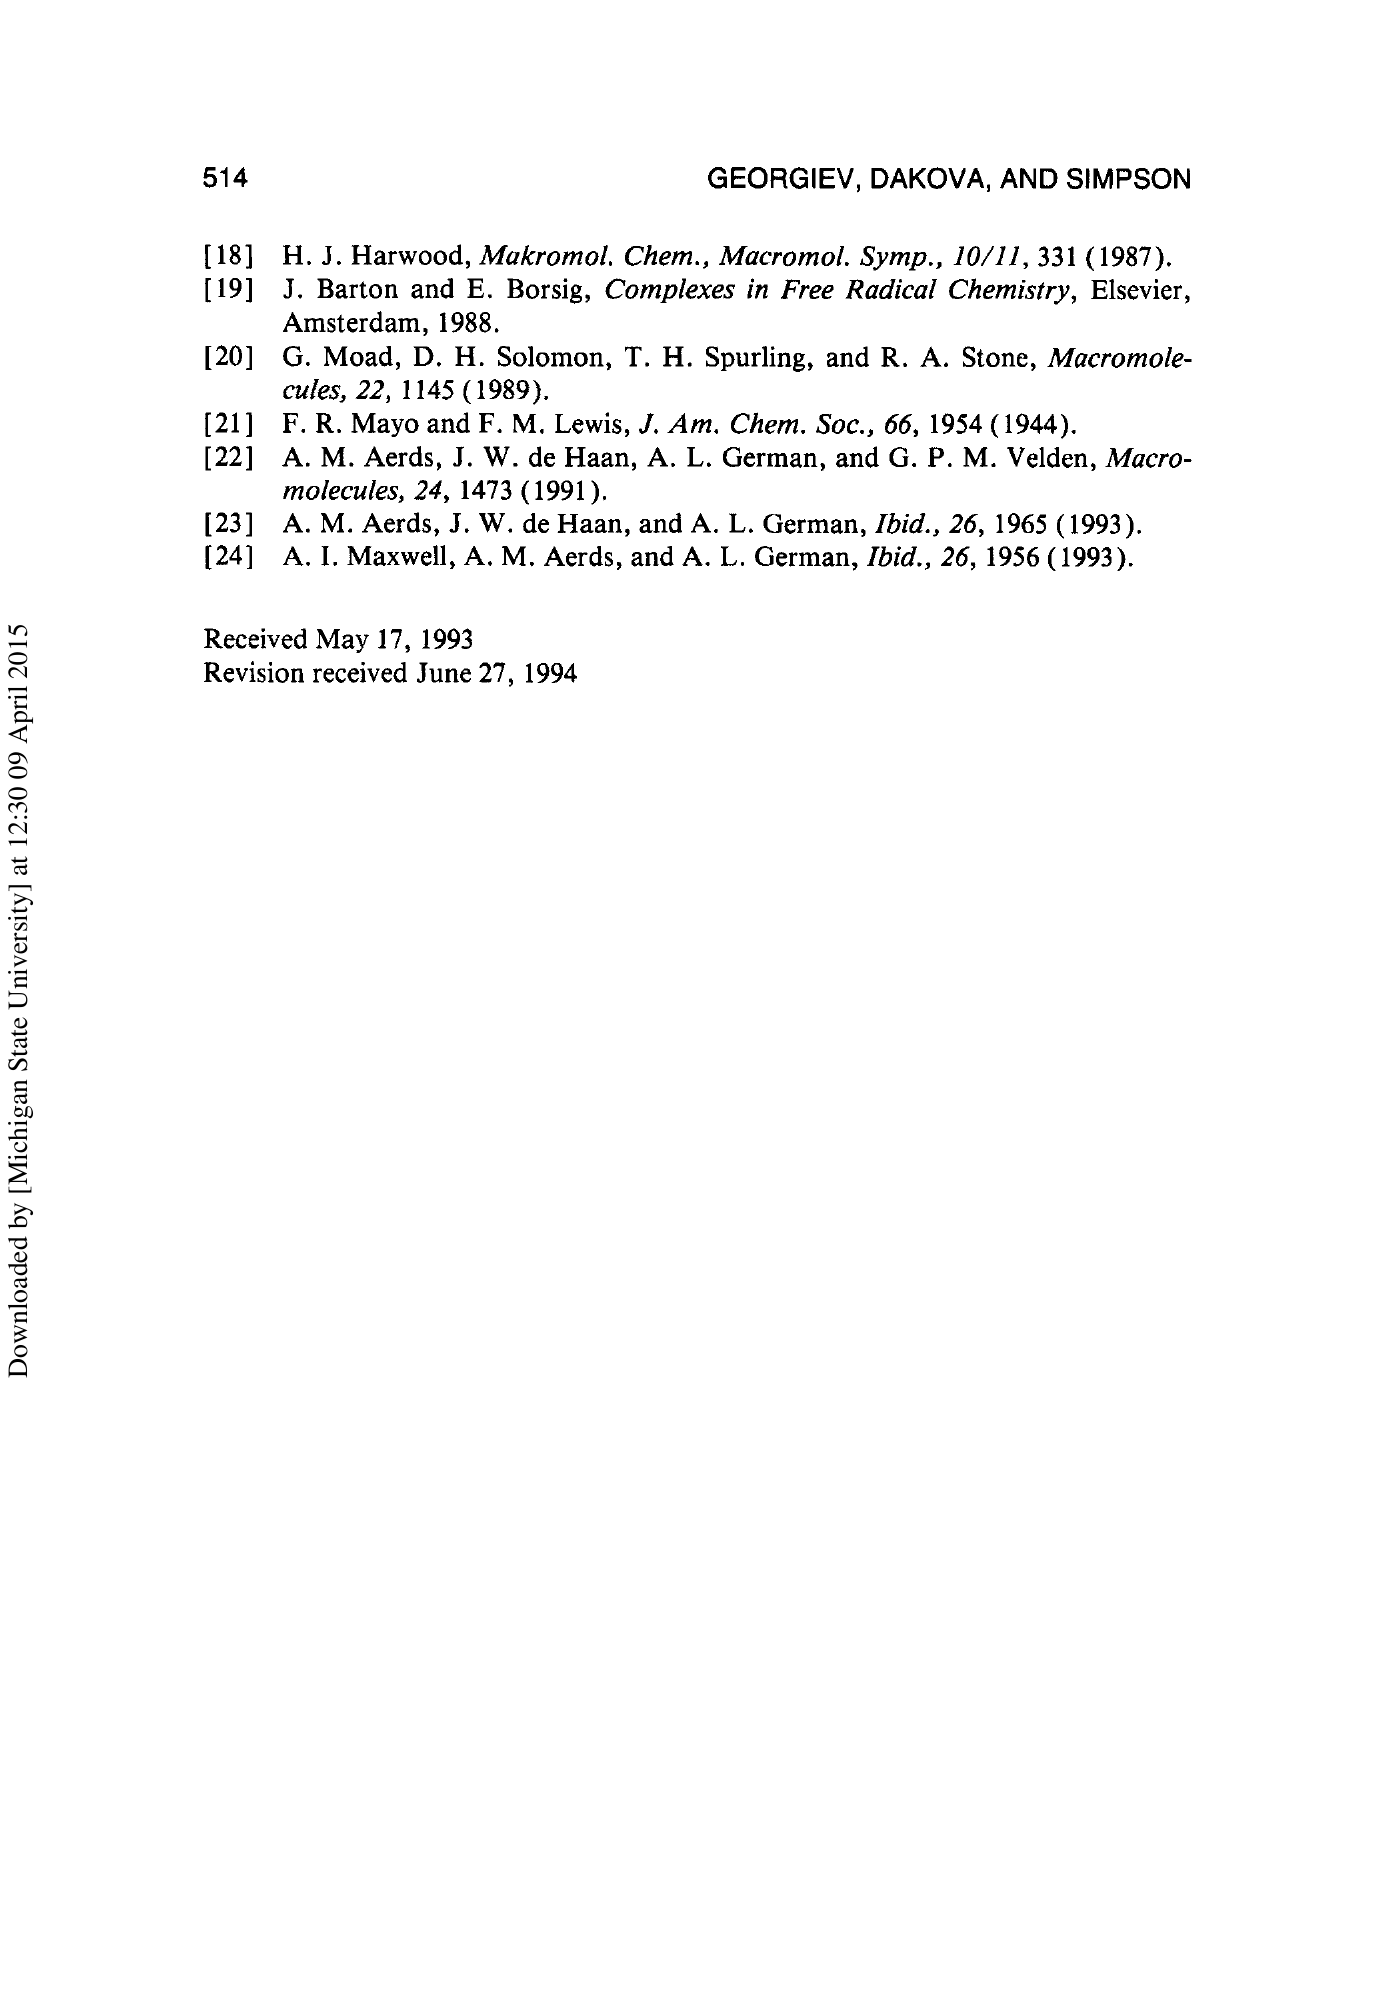 514 GEORGIEV, DAKOVA, AND SIMPSON
[18] H. J. Harwood, Makromol. Chem., Macromol. Symp., 10/11, 331 (1987).
[19] J. Barton and E. Borsig, Complexes in Free Radical Chemistry, Elsevier,
Amsterdam, 1988.
[20] G. Moad, D. H. Solomon, T. H. Spurling, and R. A. Stone, Macromole-
cules, 22, 1145 (1989).
[21] F. R. Mayo and F. M. Lewis, J. Am. Chem. Soc., 66, 1954 (1944).
[22] A. M. Aerds, J. W. de Haan, A. L. German, and G. P. M. Velden, Macro-
molecules, 24, 1473 (1991).
[23] A. M. Aerds, J. W. de Haan, and A. L. German, Ibid., 26, 1965 (1993).
[24] A. I. Maxwell, A. M. Aerds, and A. L. German, Ibid., 26, 1956 (1993).
Received May 17, 1993
Revision received June 27, 1994
Downloaded by [Michigan State University] at 12:30 09 April 2015